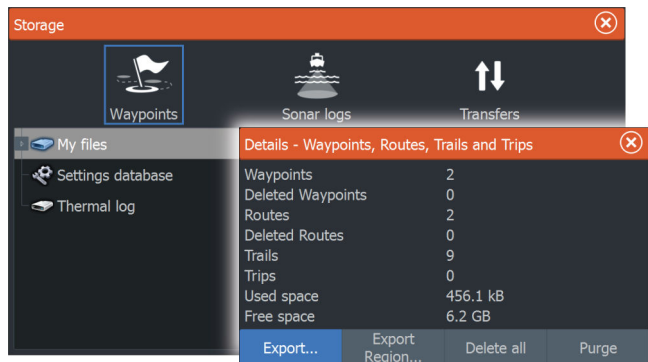 Storage
Waypoints
Sonar logs
Transfers
My files
Settings database
Thermal log
Details - Waypoints, Routes, Trails and Trips
Waypoints 2
Deleted Waypoints 0
Routes 2
Deleted Routes 0
Trails 9
Trips 0
Used space 456.1 kB
Free space 6.2 GB
Export...
Export
Region...
Delete all
Purge